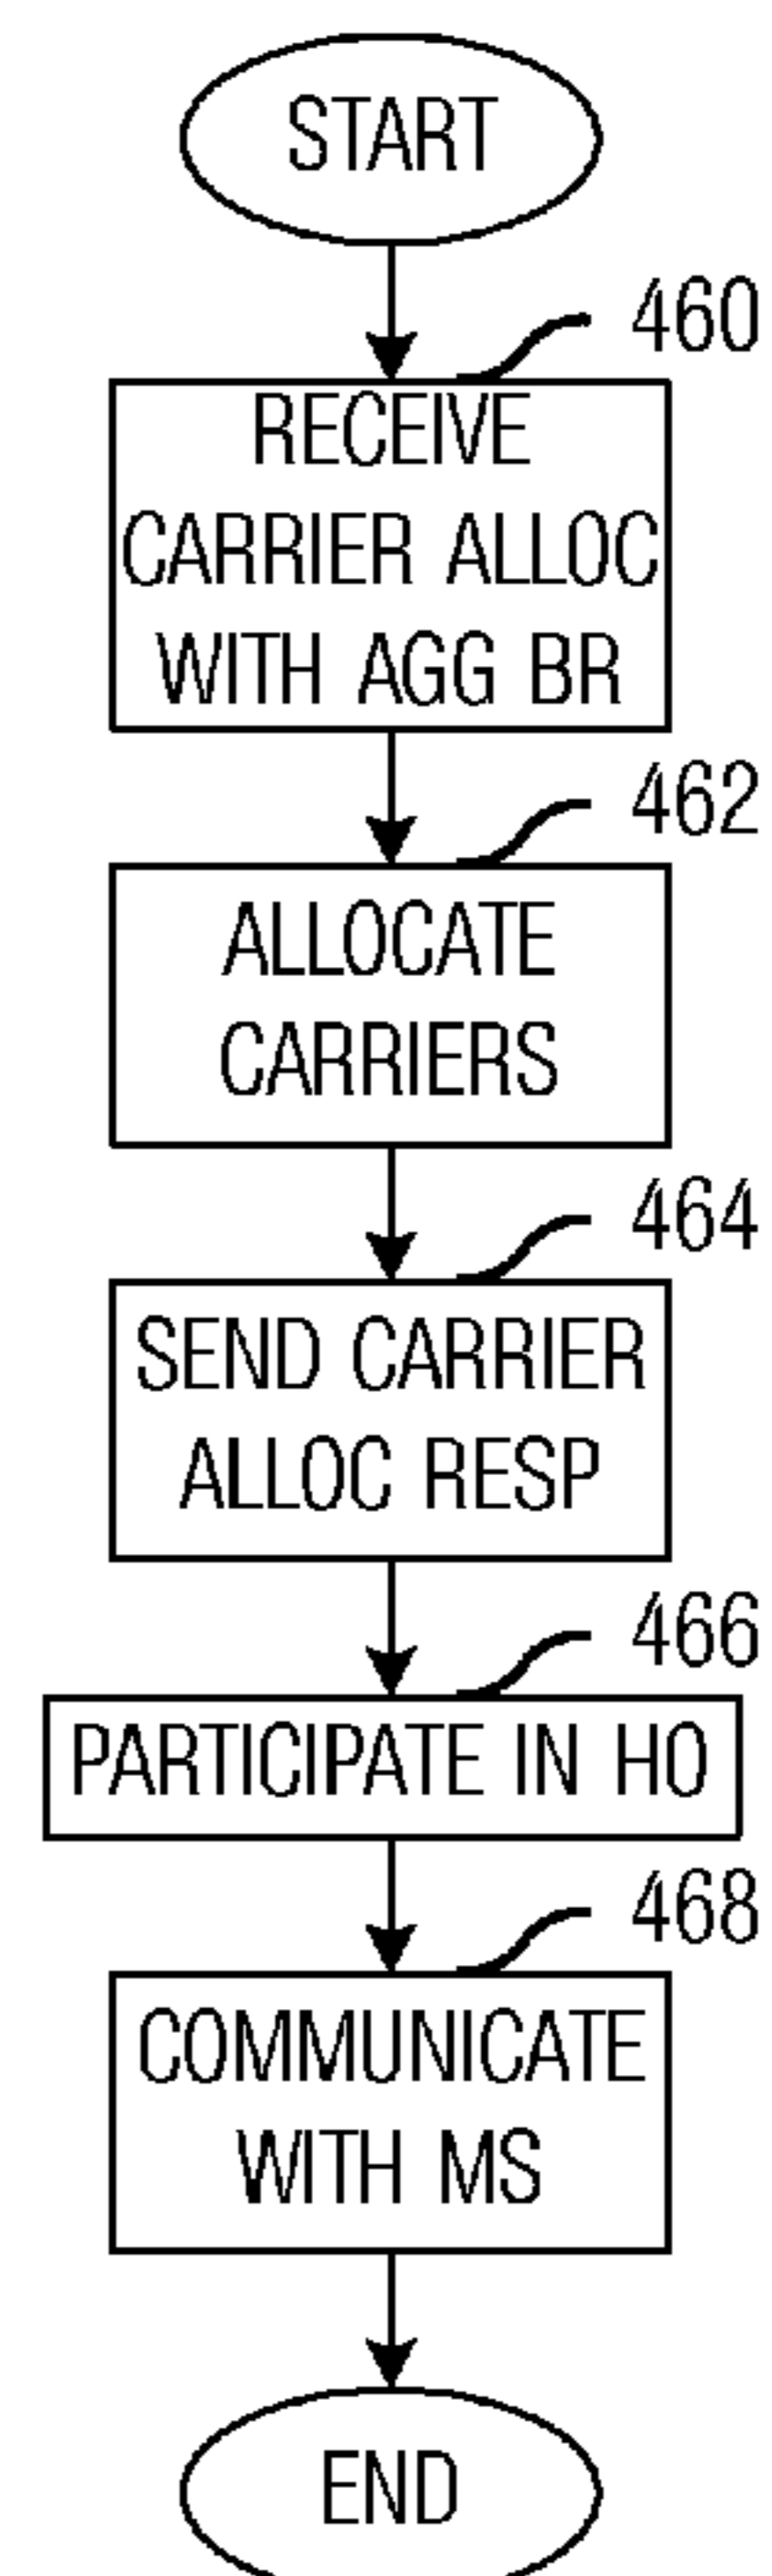 START
460
RECEIVE
CARRIER ALLOC
WITH AGG BR
462
ALLOCATE
CARRIERS
464
SEND CARRIER
ALLOC RESP
466
PARTICIPATE IN HO
468
COMMUNICATE
WITH MS
END